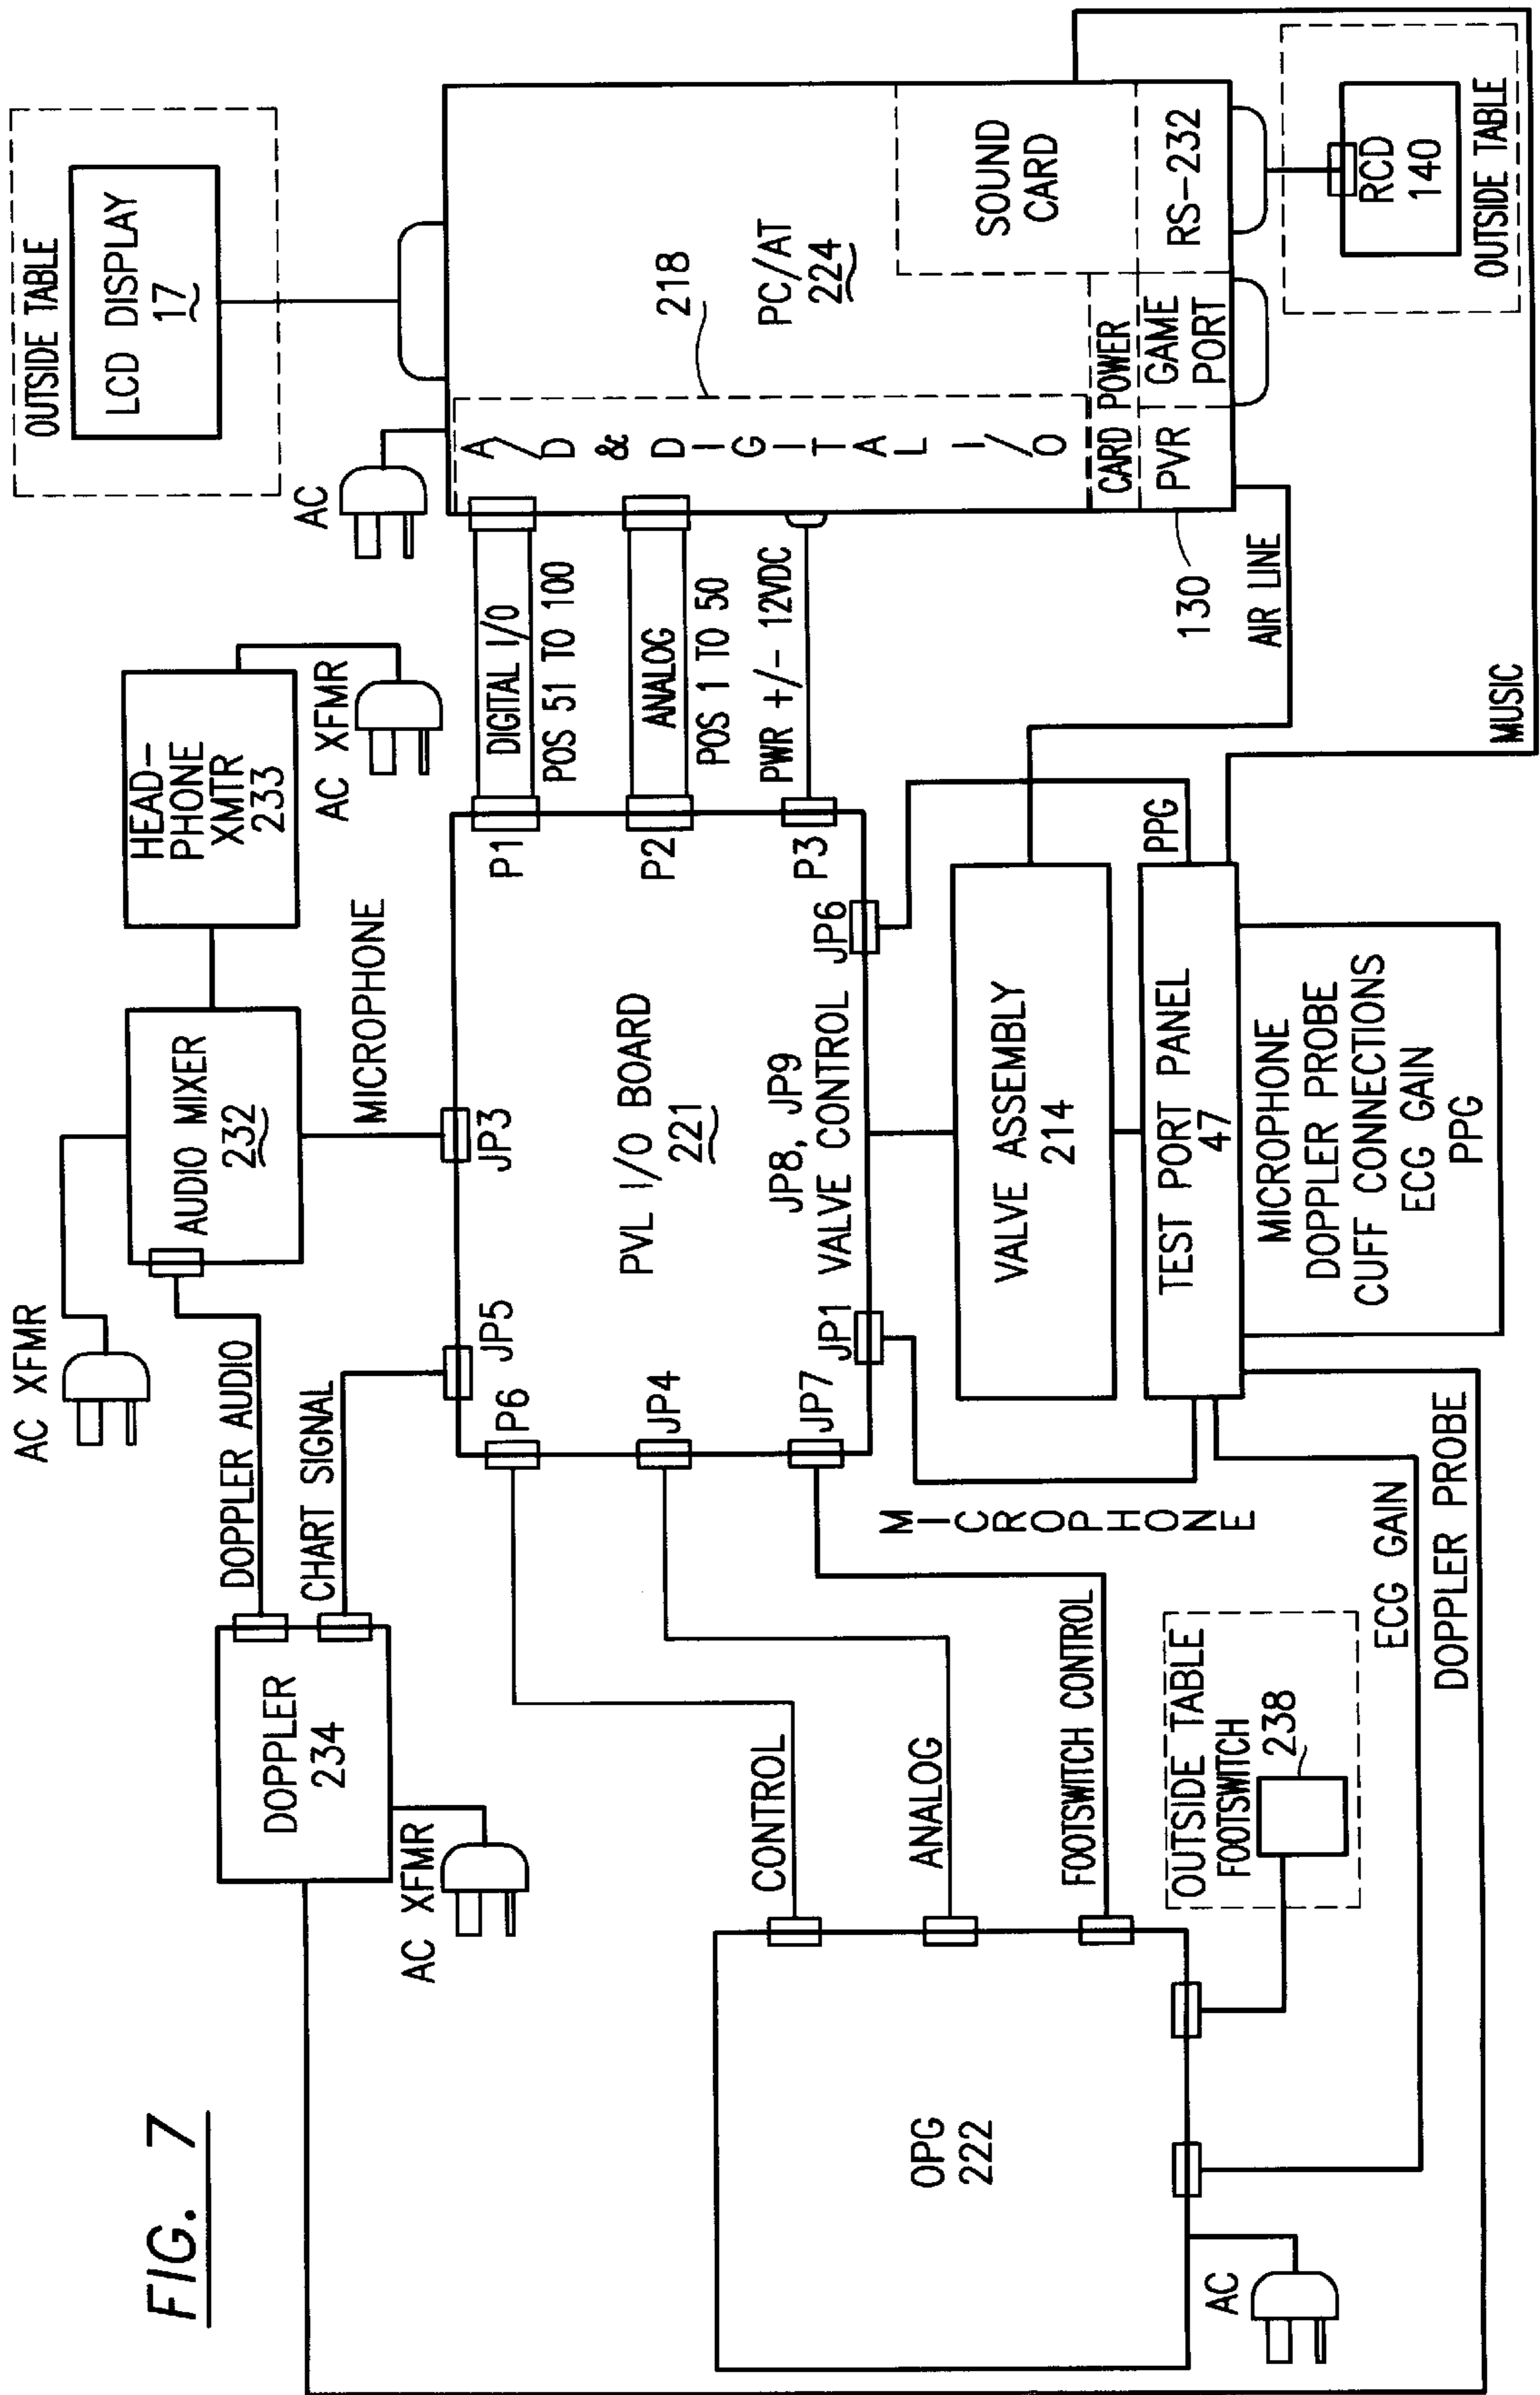 FIG. 7
OUTSIDE TABLE
LCD DISPLAY
17
AC
HEAD-
PHONE
XMTR
233
AC XFMR
AUDIO MIXER
232
MICROPHONE
AC XFMR
DOPPLER AUDIO
CHART SIGNAL
DOPPLER
234
AC XFMR
218
PC/AT
224
A/D & DIGITAL I/O
SOUND
CARD
CARD POWER
PVR
GAME
PORT
RS-232
130
RCD
140
OUTSIDE TABLE
DIGITAL I/O
POS 51 TO 100
ANALOG
POS 1 TO 50
PWR +/- 12VDC
AIR LINE
MUSIC
P1
P2
P3
JP3
JP5
P6
JP4
JP7
JP1
JP6
PVL I/O BOARD
221
JP8, JP9
VALVE CONTROL
PPG
VALVE ASSEMBLY
214
TEST PORT PANEL
47
MICROPHONE
DOPPLER PROBE
CUFF CONNECTIONS
ECG GAIN
PPG
MICROPHONE
CONTROL
ANALOG
FOOTSWITCH CONTROL
ECG GAIN
DOPPLER PROBE
OUTSIDE TABLE
FOOTSWITCH
238
OPG
222
AC